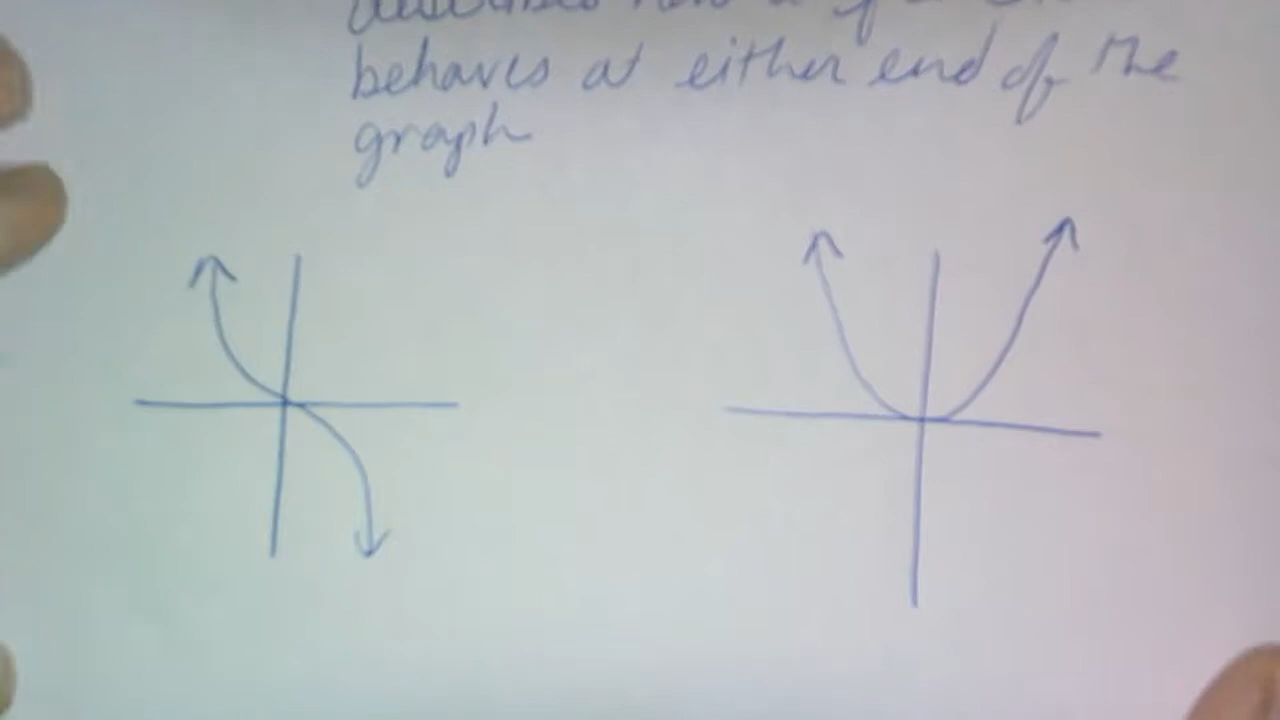 behaves at either end of the
graph